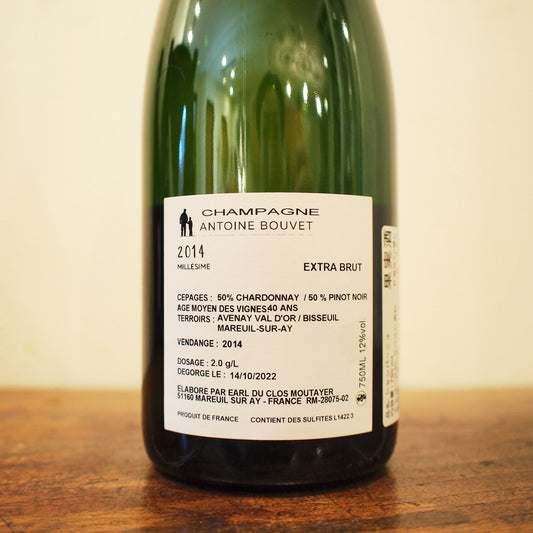 CHAMPAGNE
ANTOINE BOUVET
2014
MILLÉSIME
EXTRA BRUT
CEPAGES : 50% CHARDONNAY / 50 % PINOT NOIR
AGE MOYEN DES VIGNES:40 ANS
TERROIRS : AVENAY VAL D'OR / BISSEUIL
MAREUIL-SUR-AY
VENDANGE : 2014
DOSAGE : 2.0 g/L
DEGORGE LE : 14/10/2022
ELABORE PAR EARL DU CLOS MOUTAYER
51160 MAREUIL SUR AY - FRANCE RM-28075-02
PRODUIT DE FRANCE CONTIENT DES SULFITES L1422.3
750ML 12%vol